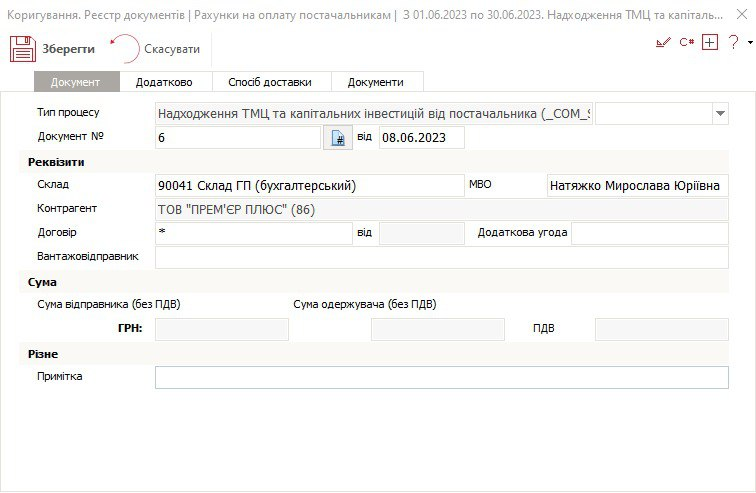 Коригування. Реєстр документів | Рахунки на оплату постачальникам | З 01.06.2023 по 30.06.2023. Надходження ТМЦ та капіталь...
Зберегти Скасувати C# ?
Документ Додатково Спосіб доставки Документи
Тип процесу Надходження ТМЦ та капітальних інвестицій від постачальника (_COM_S
Документ № 6 # від 08.06.2023
Реквізити
Склад 90041 Склад ГП (бухгалтерський) МВО Натяжко Мирослава Юріївна
Контрагент ТОВ "ПРЕМ'ЄР ПЛЮС" (86)
Договір * від Додаткова угода
Вантажовідправник
Сума
Сума відправника (без ПДВ) Сума одержувача (без ПДВ)
ГРН: ПДВ
Різне
Примітка